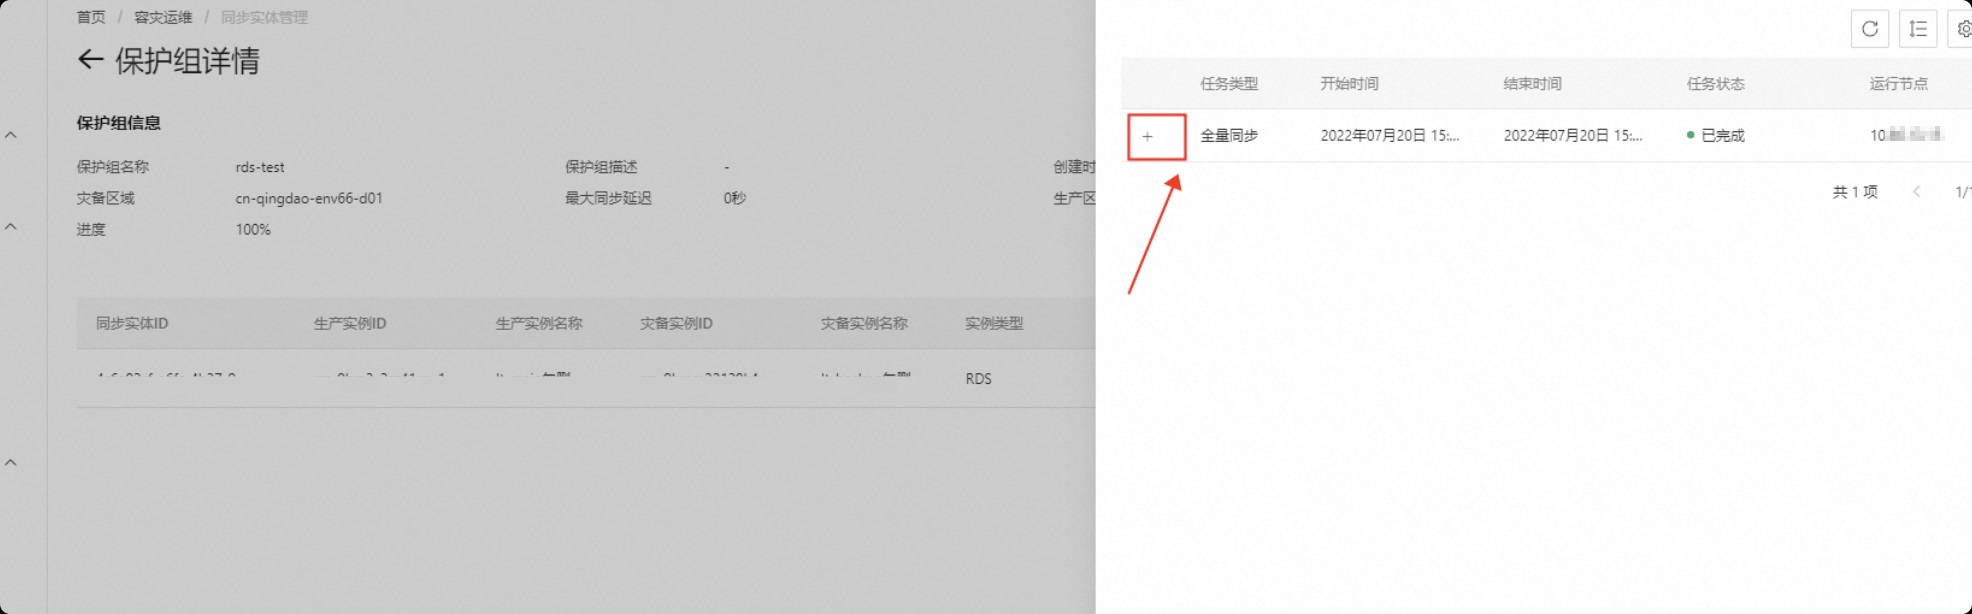 首页 / 容灾运维 / 同步实体管理
← 保护组详情
保护组信息
保护组名称 rds-test 保护组描述 - 创建时
灾备区域 cn-qingdao-env66-d01 最大同步延迟 0秒 生产区
进度 100%
同步实体ID 生产实例ID 生产实例名称 灾备实例ID 灾备实例名称 实例类型
RDS
任务类型 开始时间 结束时间 任务状态 运行节点
+ 全量同步 2022年07月20日 15:... 2022年07月20日 15:... 已完成 10
共 1 项 < 1/1